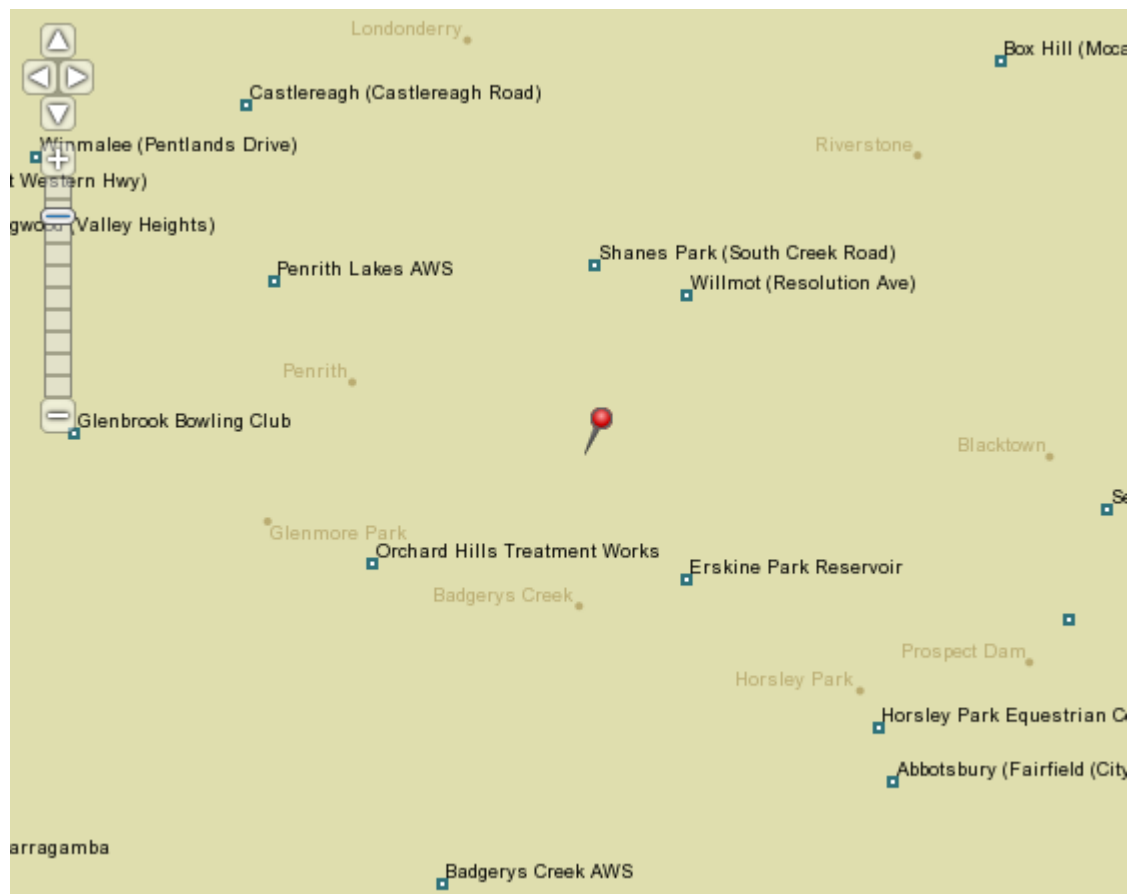 Londonderry
Box Hill (Mcca
Castlereagh (Castlereagh Road)
Winmalee (Pentlands Drive)
Riverstone
t Western Hwy)
(Valley Heights)
Shanes Park (South Creek Road)
Penrith Lakes AWS
Willmot (Resolution Ave)
Penrith
Glenbrook Bowling Club
Blacktown
Se
Glenmore Park
Orchard Hills Treatment Works
Erskine Park Reservoir
Badgerys Creek
Prospect Dam
Horsley Park
Horsley Park Equestrian Ce
Abbotsbury (Fairfield (City
arragamba
Badgerys Creek AWS